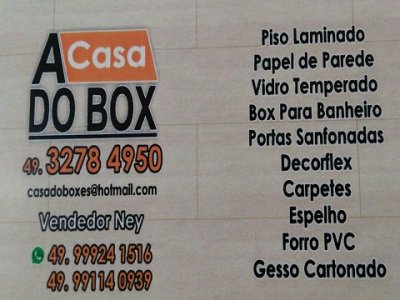 A Casa
DO BOX
49. 3278 4950
casadoboxes@hotmail.com
Vendedor Ney
49. 99924 1516
49. 99114 0939
Piso Laminado
Papel de Parede
Vidro Temperado
Box Para Banheiro
Portas Sanfonadas
Decorflex
Carpetes
Espelho
Forro PVC
Gesso Cartonado